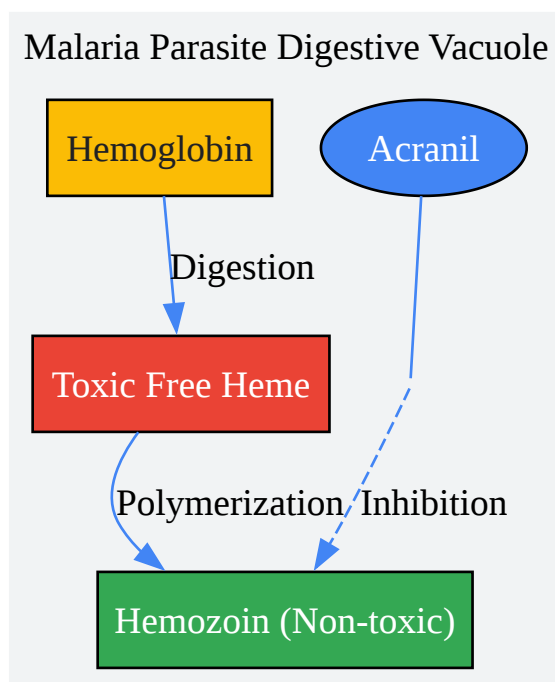 Malaria Parasite Digestive Vacuole
Hemoglobin
Acranil
Digestion
Toxic Free Heme
Polymerization
Inhibition
Hemozoin (Non-toxic)